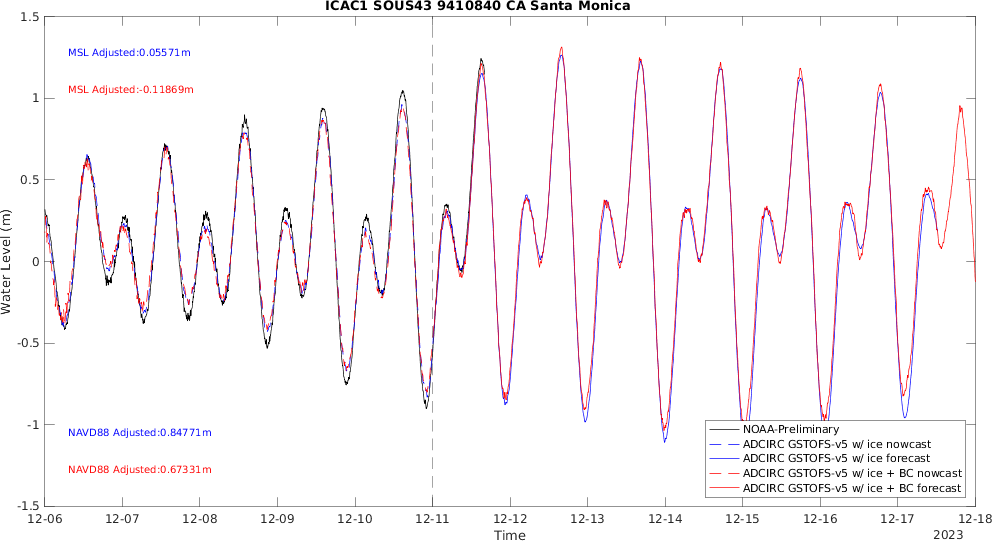 ICAC1 SOUS43 9410840 CA Santa Monica
1.5
1
0.5
0
-0.5
-1
-1.5
Water Level (m)
MSL Adjusted:0.05571m
MSL Adjusted:-0.11869m
NAVD88 Adjusted:0.84771m
NAVD88 Adjusted:0.67331m
NOAA-Preliminary
ADCIRC GSTOFS-v5 w/ ice nowcast
ADCIRC GSTOFS-v5 w/ ice forecast
ADCIRC GSTOFS-v5 w/ ice + BC nowcast
ADCIRC GSTOFS-v5 w/ ice + BC forecast
12-06 12-07 12-08 12-09 12-10 12-11 12-12 12-13 12-14 12-15 12-16 12-17 12-18
Time
2023